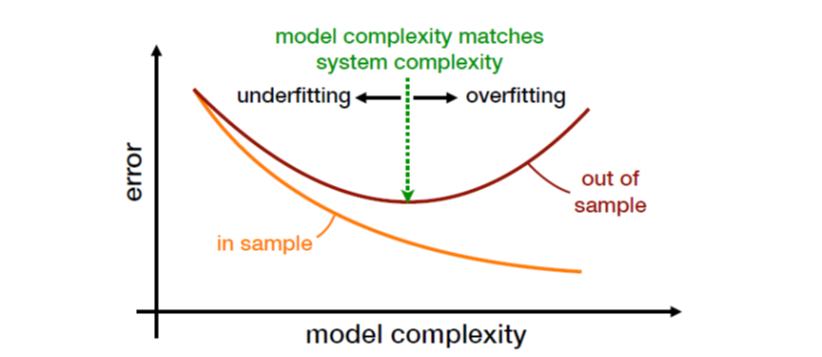 model complexity matches
system complexity
underfitting
overfitting
error
out of
sample
in sample
model complexity